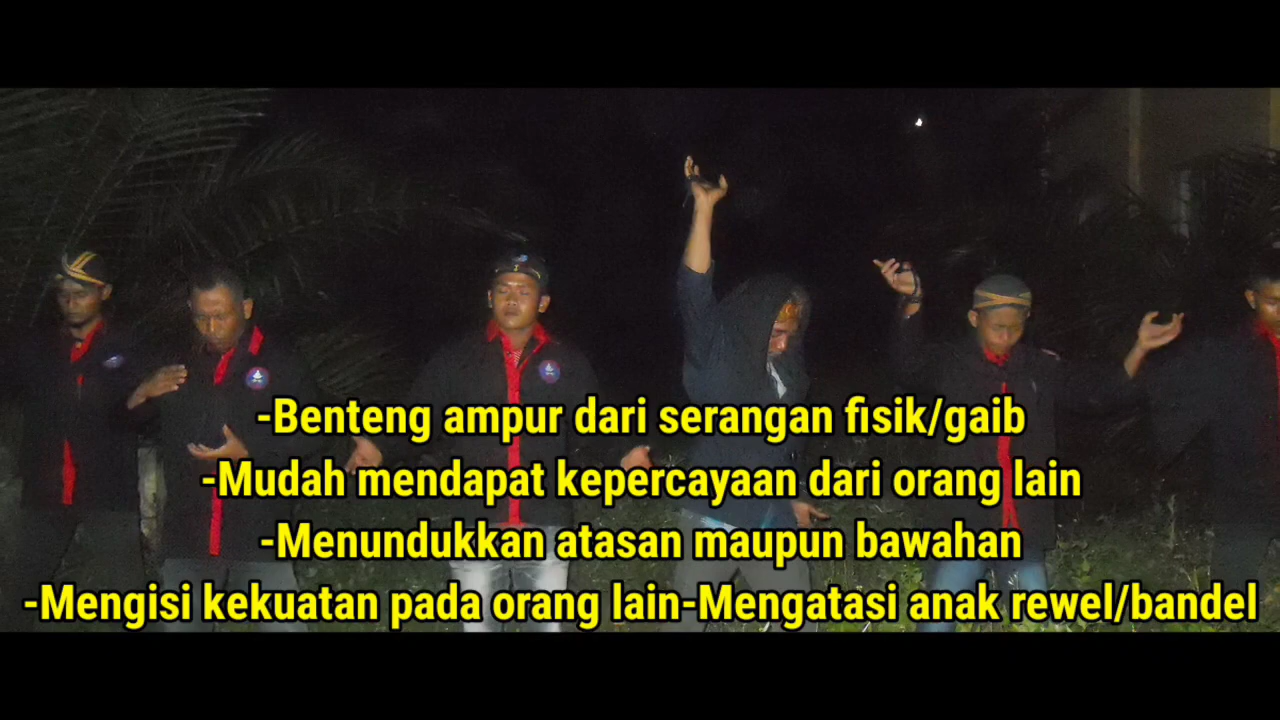 -Benteng ampur dari serangan fisik/gaib
-Mudah mendapat kepercayaan dari orang lain
-Menundukkan atasan maupun bawahan
-Mengisi kekuatan pada orang lain-Mengatasi anak rewel/bandel